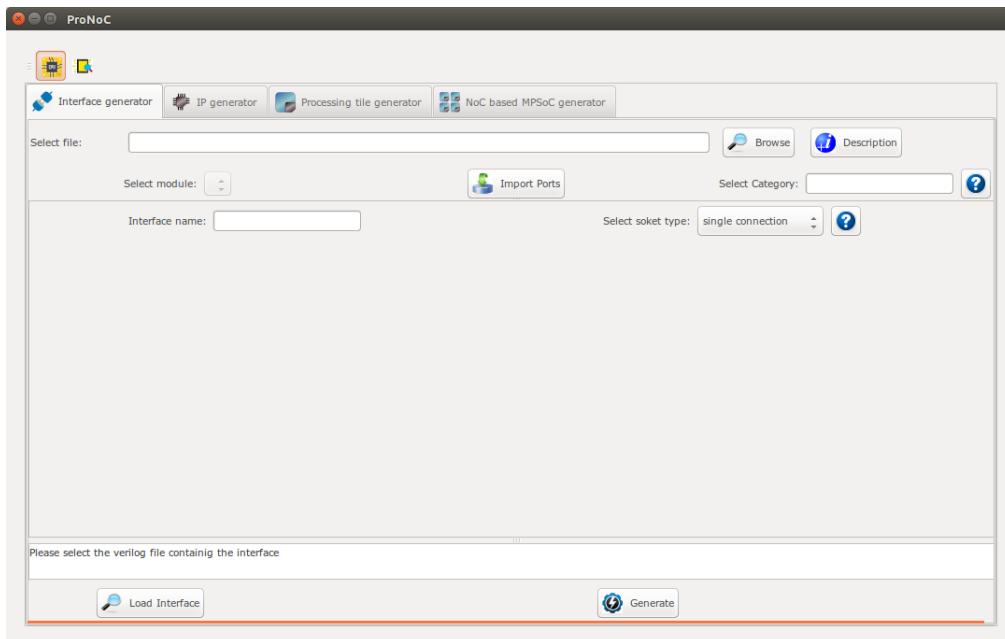 ProNoC
Interface generator IP generator Processing tile generator NoC based MPSoC generator
Select file: Browse Description
Select module: Import Ports Select Category:
Interface name: Select soket type: single connection
Please select the verilog file containig the interface
Load Interface Generate